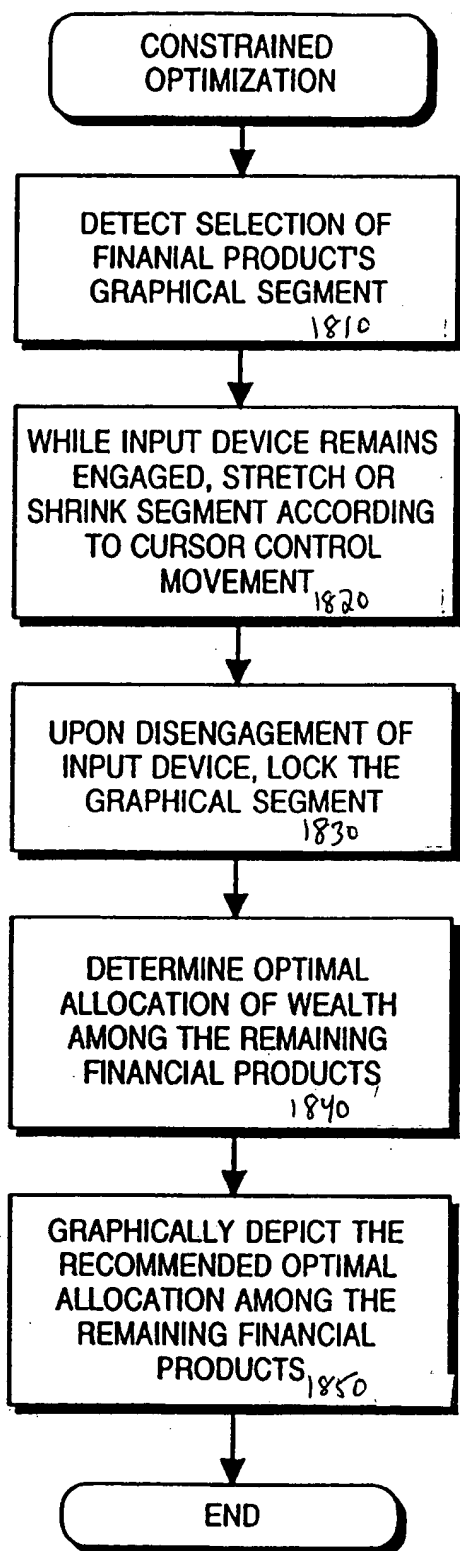 CONSTRAINED
OPTIMIZATION
DETECT SELECTION OF
FINANIAL PRODUCT'S
GRAPHICAL SEGMENT
1810
WHILE INPUT DEVICE REMAINS
ENGAGED, STRETCH OR
SHRINK SEGMENT ACCORDING
TO CURSOR CONTROL
MOVEMENT
1820
UPON DISENGAGEMENT OF
INPUT DEVICE, LOCK THE
GRAPHICAL SEGMENT
1830
DETERMINE OPTIMAL
ALLOCATION OF WEALTH
AMONG THE REMAINING
FINANCIAL PRODUCTS
1840
GRAPHICALLY DEPICT THE
RECOMMENDED OPTIMAL
ALLOCATION AMONG THE
REMAINING FINANCIAL
PRODUCTS
1850
END